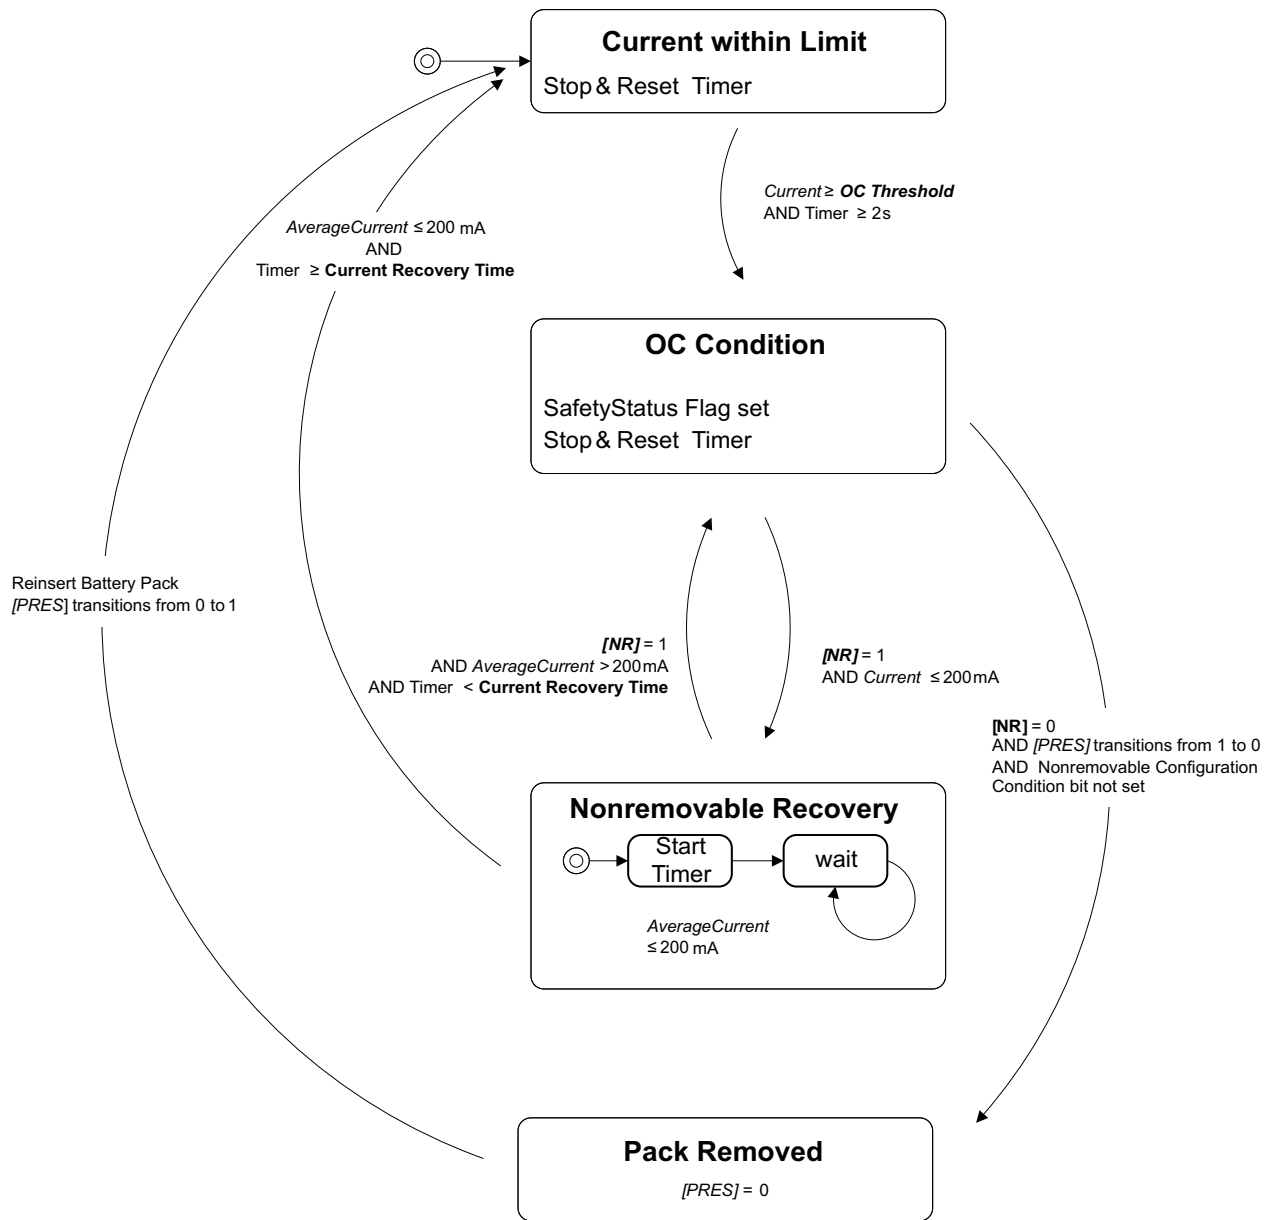 Current within Limit
Stop & Reset Timer
Current ≥ OC Threshold
AND Timer ≥ 2s
AverageCurrent ≤ 200 mA
AND
Timer ≥ Current Recovery Time
OC Condition
SafetyStatus Flag set
Stop & Reset Timer
Reinsert Battery Pack
[PRES] transitions from 0 to 1
[NR] = 1
AND AverageCurrent > 200mA
AND Timer < Current Recovery Time
[NR] = 1
AND Current ≤ 200mA
[NR] = 0
AND [PRES] transitions from 1 to 0
AND Nonremovable Configuration
Condition bit not set
Nonremovable Recovery
Start
Timer
wait
AverageCurrent
≤ 200 mA
Pack Removed
[PRES] = 0